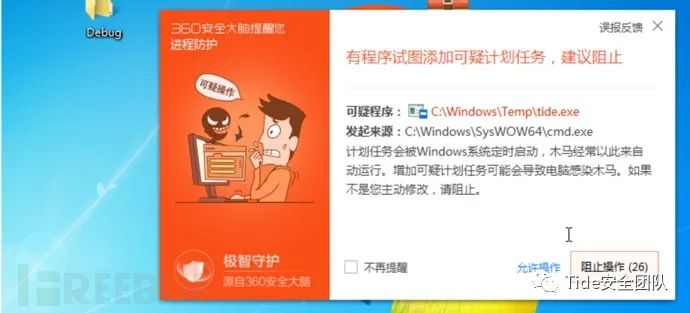 Debug
360安全大脑提醒您
进程防护
误报反馈
有程序试图添加可疑计划任务，建议阻止
可疑操作
可疑程序： C:\Windows\Temp\tide.exe
发起来源：C:\Windows\SysWOW64\cmd.exe
计划任务会被Windows系统定时启动，木马经常以此来
自动运行。增加可疑计划任务可能会导致电脑感染木马。如果
不是您主动修改，请阻止。
极智守护
源自360安全大脑
不再提醒
允许操作
阻止操作 (26)
Tide安全团队